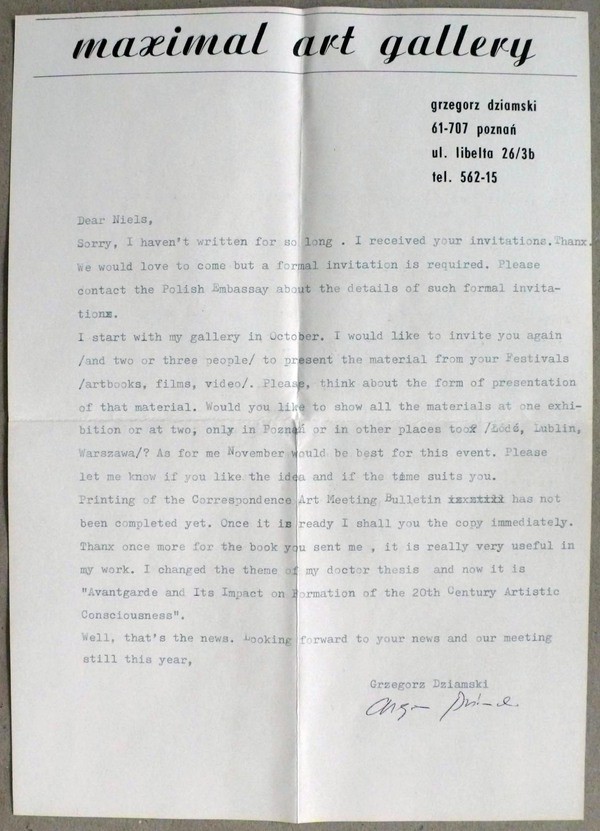 maximal art gallery
grzegorz dziamski
61-707 poznań
ul. libelta 26/3b
tel. 562-15
Dear Niels,
Sorry, I haven't written for so long . I received your invitations.Thanx.
We would love to come but a formal invitation is required. Please
contact the Polish Embassay about the details of such formal invita-
tions.
I start with my gallery in October. I would like to invite you again
/and two or three people/ to present the material from your Festivals
/artbooks, films, video/. Please, think about the form of presentation
of that material. Would you like to show all the materials at one exhi-
bition or at two, only in Poznań or in other places too /Łódź, Lublin,
Warszawa/? As for me November would be best for this event. Please
let me know if you like the idea and if the time suits you.
Printing of the Correspondence Art Meeting Bulletin has not
been completed yet. Once it is ready I shall you the copy immediately.
Thanx once more for the book you sent me , it is really very useful in
my work. I changed the theme of my doctor thesis and now it is
"Avantgarde and Its Impact on Formation of the 20th Century Artistic
Consciousness".
Well, that's the news. Looking forward to your news and our meeting
still this year,
Grzegorz Dziamski